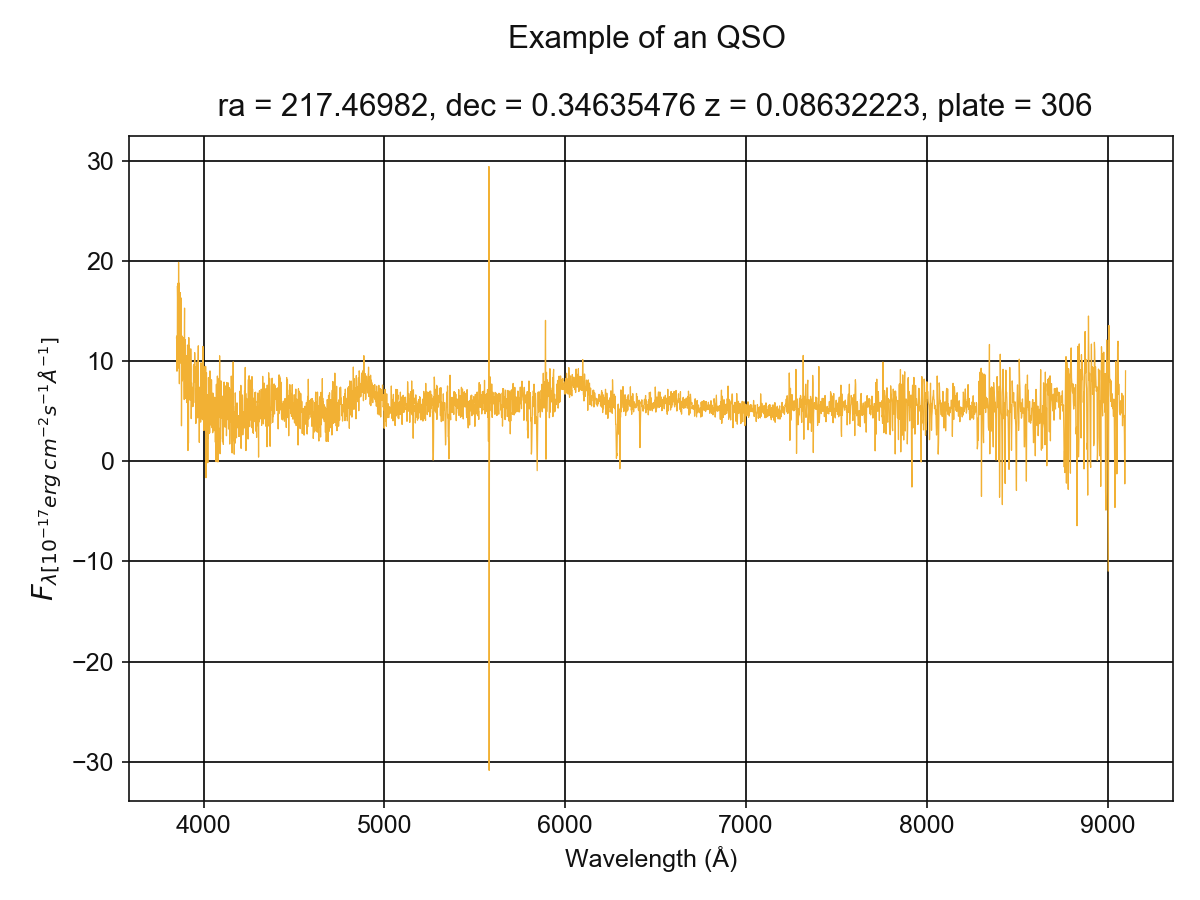 Example of an QSO
ra = 217.46982, dec = 0.34635476 z = 0.08632223, plate = 306
30
20
10
0
−10
−20
−30
F_{λ[10^{−17}erg cm^{−2}s^{−1}Å^{−1}]}
4000 5000 6000 7000 8000 9000
Wavelength (Å)